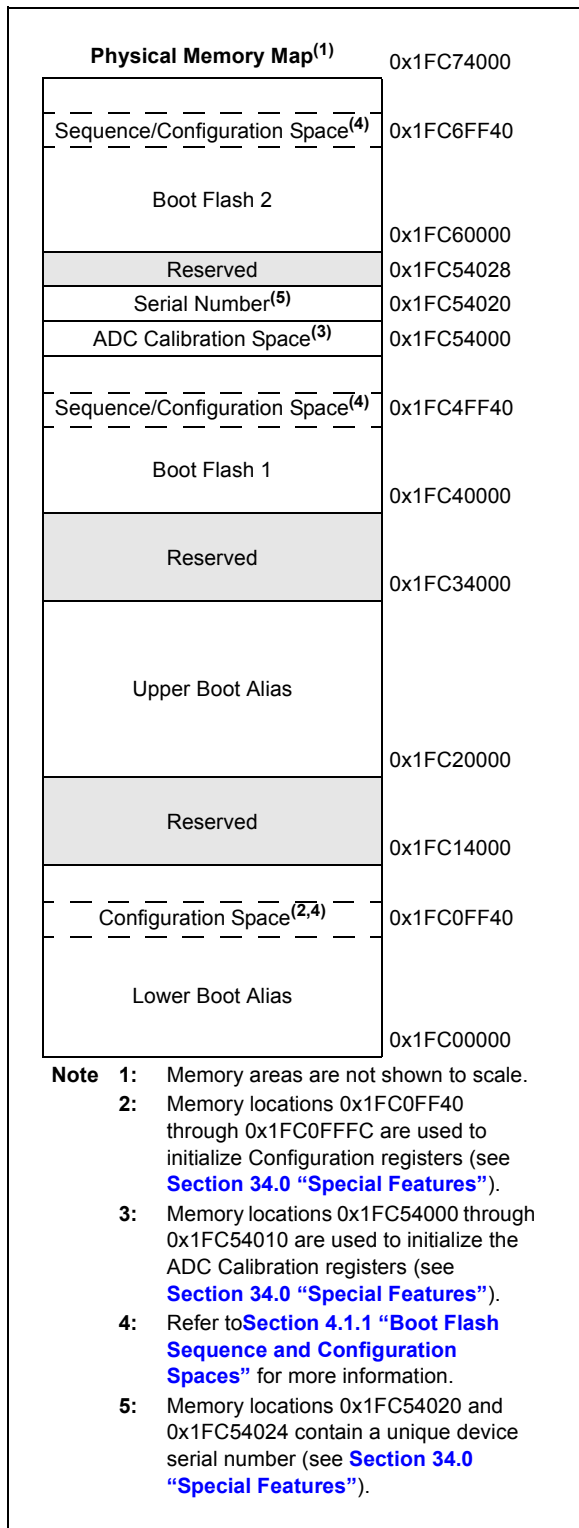 Physical Memory Map(1)
0x1FC74000
Sequence/Configuration Space(4) 0x1FC6FF40
Boot Flash 2
0x1FC60000
Reserved 0x1FC54028
Serial Number(5) 0x1FC54020
ADC Calibration Space(3) 0x1FC54000
Sequence/Configuration Space(4) 0x1FC4FF40
Boot Flash 1
0x1FC40000
Reserved
0x1FC34000
Upper Boot Alias
0x1FC20000
Reserved
0x1FC14000
Configuration Space(2,4) 0x1FC0FF40
Lower Boot Alias
0x1FC00000
Note 1: Memory areas are not shown to scale.
2: Memory locations 0x1FC0FF40
through 0x1FC0FFFC are used to
initialize Configuration registers (see
Section 34.0 “Special Features”).
3: Memory locations 0x1FC54000 through
0x1FC54010 are used to initialize the
ADC Calibration registers (see
Section 34.0 “Special Features”).
4: Refer toSection 4.1.1 “Boot Flash
Sequence and Configuration
Spaces” for more information.
5: Memory locations 0x1FC54020 and
0x1FC54024 contain a unique device
serial number (see Section 34.0
“Special Features”).